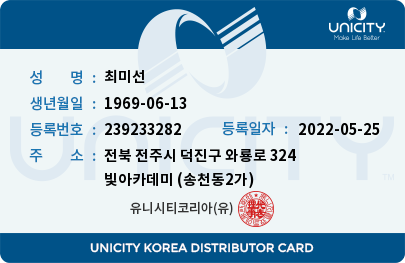 UNICITY
Make Life Better
성 명 : 최미선
생년월일 : 1969-06-13
등록번호 : 239233282 등록일자 : 2022-05-25
주 소 : 전북 전주시 덕진구 와룡로 324
빛아카데미 (송천동2가)
유니시티코리아(유)
UNICITY
UNICITY KOREA DISTRIBUTOR CARD